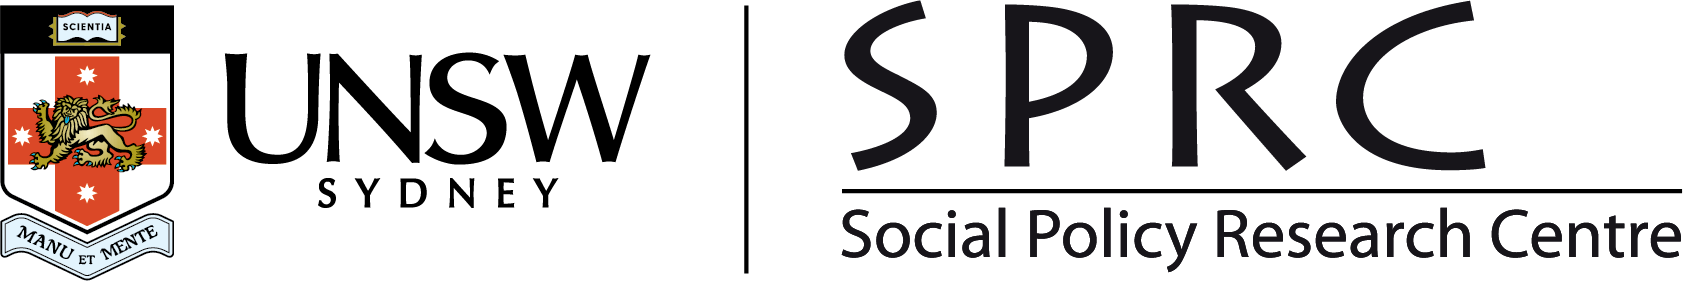 SCIENTIA
MANU ET MENTE
UNSW
SYDNEY
SPRC
Social Policy Research Centre